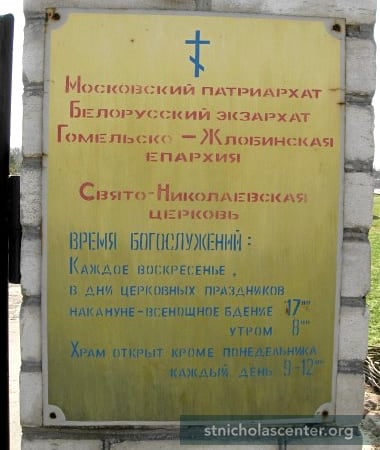 Московский патриархат
Белорусский экзархат
Гомельско – Жлобинская
епархия
Свято-Николаевская
церковь
ВРЕМЯ БОГОСЛУЖЕНИЙ:
Каждое воскресенье,
в дни церковных праздников
накануне-всенощное бдение 17⁰⁰
утром 8⁰⁰
Храм открыт кроме понедельника
каждый день 9-12⁰⁰
stnicholascenter.org